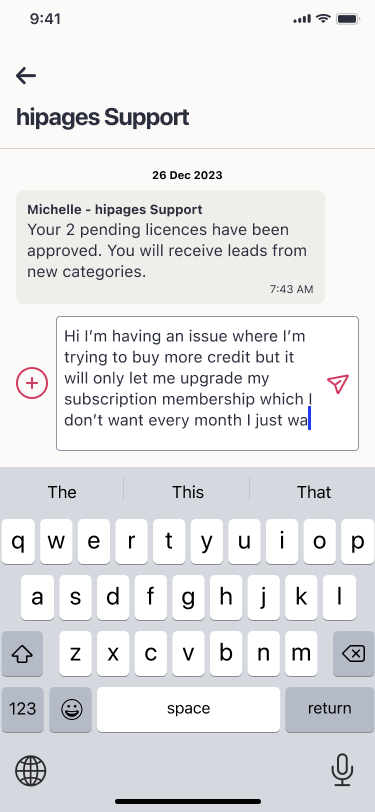 9:41
hipages Support
26 Dec 2023
Michelle - hipages Support
Your 2 pending licences have been
approved. You will receive leads from
new categories.
7:43 AM
Hi I’m having an issue where I’m
trying to buy more credit but it
will only let me upgrade my
subscription membership which I
don’t want every month I just wa
The This That
q w e r t y u i o p
a s d f g h j k l
z x c v b n m
123 space return